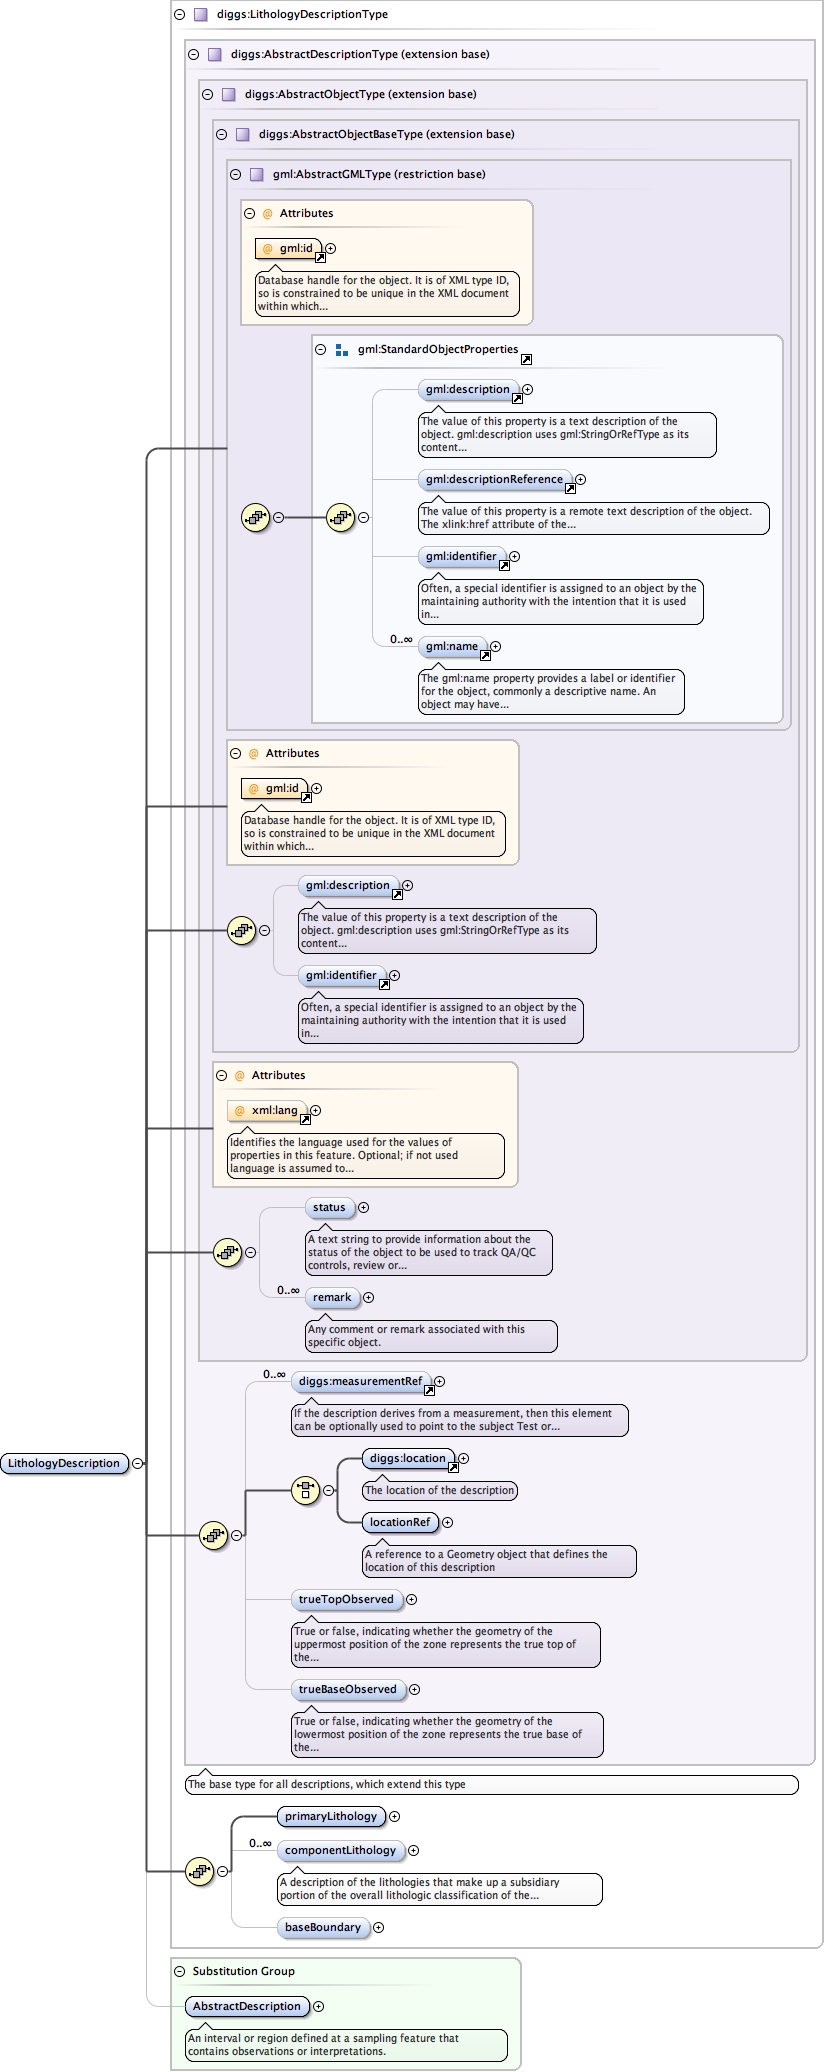 diggs:LithologyDescriptionType
diggs:AbstractDescriptionType (extension base)
diggs:AbstractObjectType (extension base)
diggs:AbstractObjectBaseType (extension base)
gml:AbstractGMLType (restriction base)
@ Attributes
@ gml:id
Database handle for the object. It is of XML type ID,
so is constrained to be unique in the XML document
within which...
gml:StandardObjectProperties
gml:description
The value of this property is a text description of the
object. gml:description uses gml:StringOrRefType as its
content...
gml:descriptionReference
The value of this property is a remote text description of the object.
The xlink:href attribute of the...
gml:identifier
Often, a special identifier is assigned to an object by the
maintaining authority with the intention that it is used
in...
0..∞
gml:name
The gml:name property provides a label or identifier
for the object, commonly a descriptive name. An
object may have...
@ Attributes
@ gml:id
Database handle for the object. It is of XML type ID,
so is constrained to be unique in the XML document
within which...
gml:description
The value of this property is a text description of the
object. gml:description uses gml:StringOrRefType as its
content...
gml:identifier
Often, a special identifier is assigned to an object by the
maintaining authority with the intention that it is used
in...
@ Attributes
@ xml:lang
Identifies the language used for the values of
properties in this feature. Optional; if not used
language is assumed to...
status
A text string to provide information about the
status of the object to be used to track QA/QC
controls, review or...
0..∞
remark
Any comment or remark associated with this
specific object.
0..∞
diggs:measurementRef
If the description derives from a measurement, then this element
can be optionally used to point to the subject Test or...
LithologyDescription
diggs:location
The location of the description
locationRef
A reference to a Geometry object that defines the
location of this description
trueTopObserved
True or false, indicating whether the geometry of the
uppermost position of the zone represents the true top of
the...
trueBaseObserved
True or false, indicating whether the geometry of the
lowermost position of the zone represents the true base of
the...
The base type for all descriptions, which extend this type
primaryLithology
0..∞
componentLithology
A description of the lithologies that make up a subsidiary
portion of the overall lithologic classification of the...
baseBoundary
Substitution Group
AbstractDescription
An interval or region defined at a sampling feature that
contains observations or interpretations.